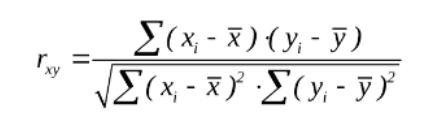 r_xy = ∑(x_i - x̅)·(y_i - y̅) / √(∑(x_i - x̅)² · ∑(y_i - y̅)²)